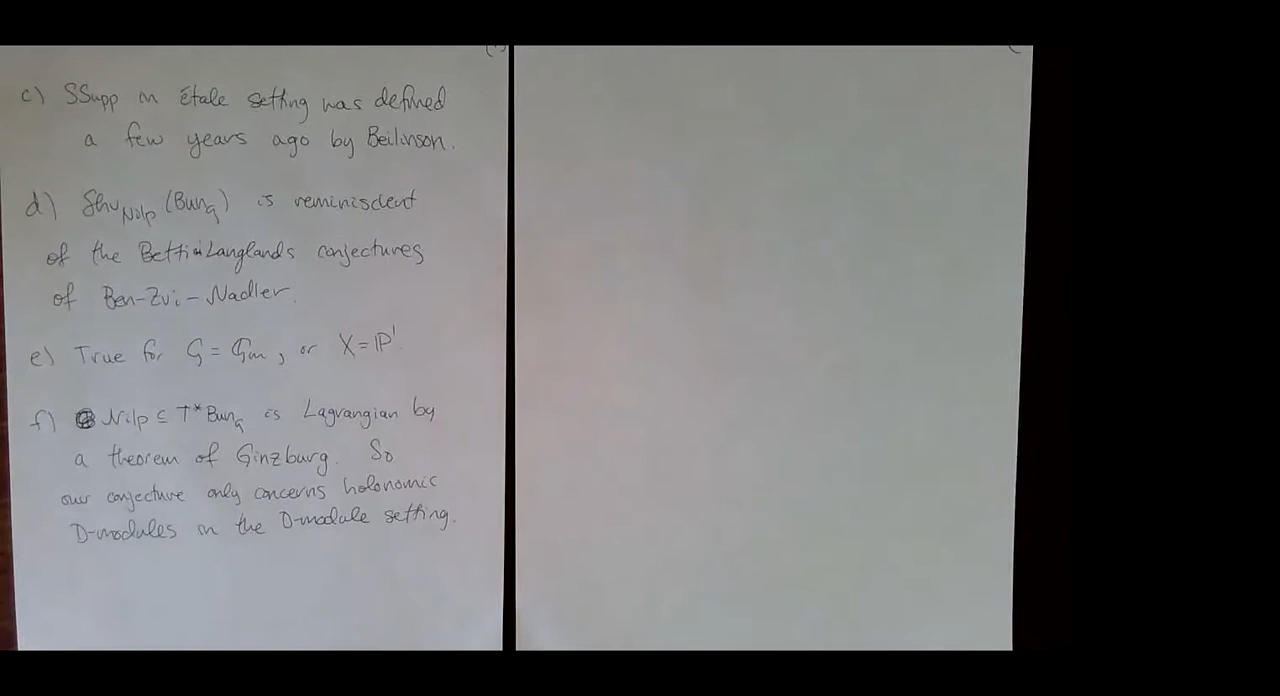 c) SSupp in étale setting was defined
a few years ago by Beilinson.
d) Shv_Nilp (Bun_G) is reminiscent
of the Betti Langlands conjectures
of Ben-Zvi - Nadler.
e) True for G = 𝔾m, or X = ℙ¹.
f) Nilp ⊆ T*Bun_G is Lagrangian by
a theorem of Ginzburg. So
our conjecture only concerns holonomic
D-modules in the D-module setting.